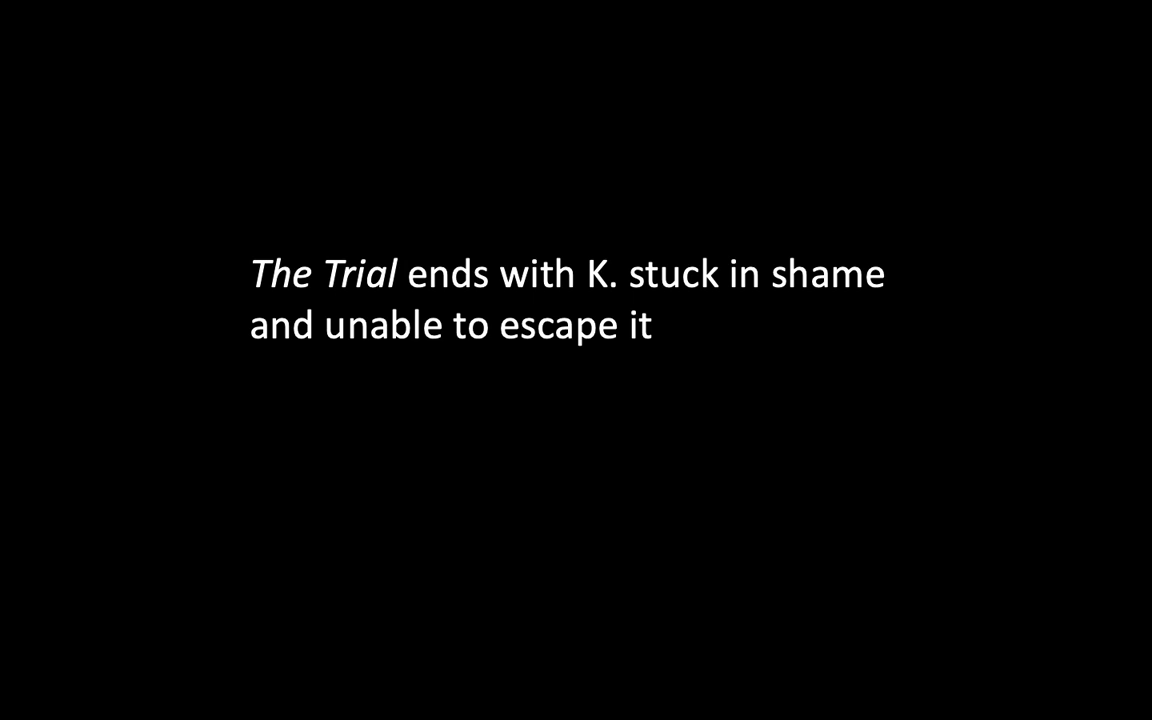 The Trial ends with K. stuck in shame
and unable to escape it